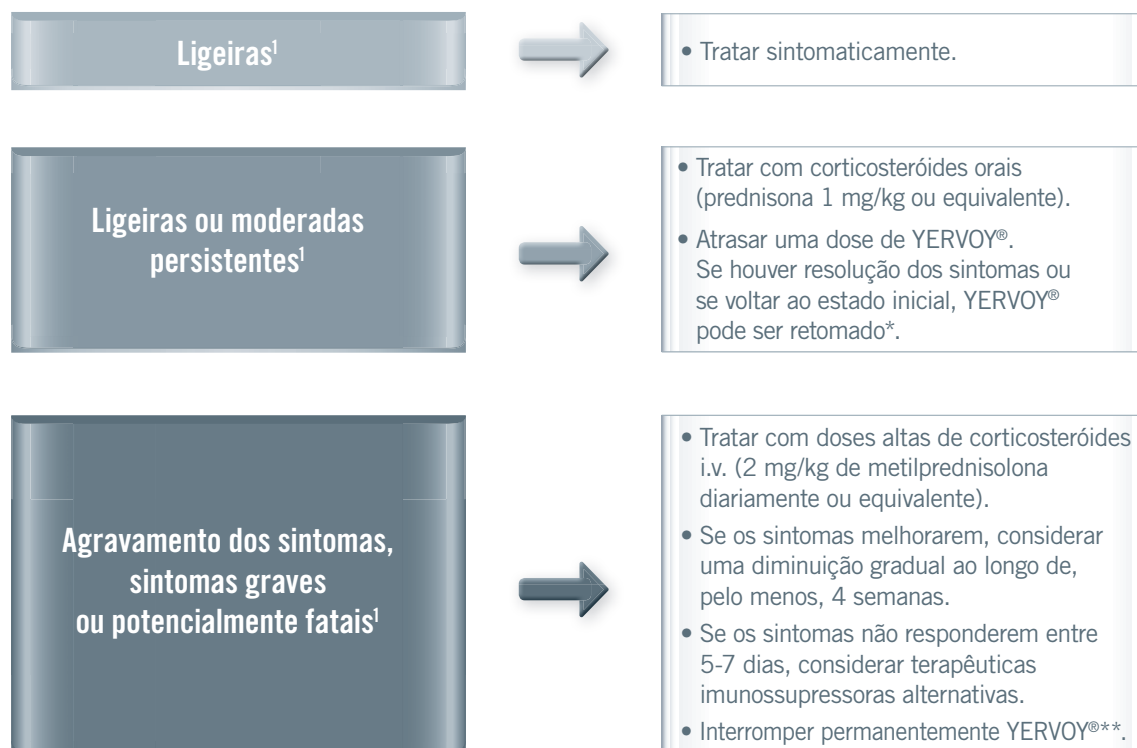 Ligeiras¹
• Tratar sintomaticamente.
Ligeiras ou moderadas
persistentes¹
• Tratar com corticosteróides orais
(prednisona 1 mg/kg ou equivalente).
• Atrasar uma dose de YERVOY®.
Se houver resolução dos sintomas ou
se voltar ao estado inicial, YERVOY®
pode ser retomado*.
Agravamento dos sintomas,
sintomas graves
ou potencialmente fatais¹
• Tratar com doses altas de corticosteróides
i.v. (2 mg/kg de metilprednisolona
diariamente ou equivalente).
• Se os sintomas melhorarem, considerar
uma diminuição gradual ao longo de,
pelo menos, 4 semanas.
• Se os sintomas não responderem entre
5-7 dias, considerar terapêuticas
imunossupressoras alternativas.
• Interromper permanentemente YERVOY®**.